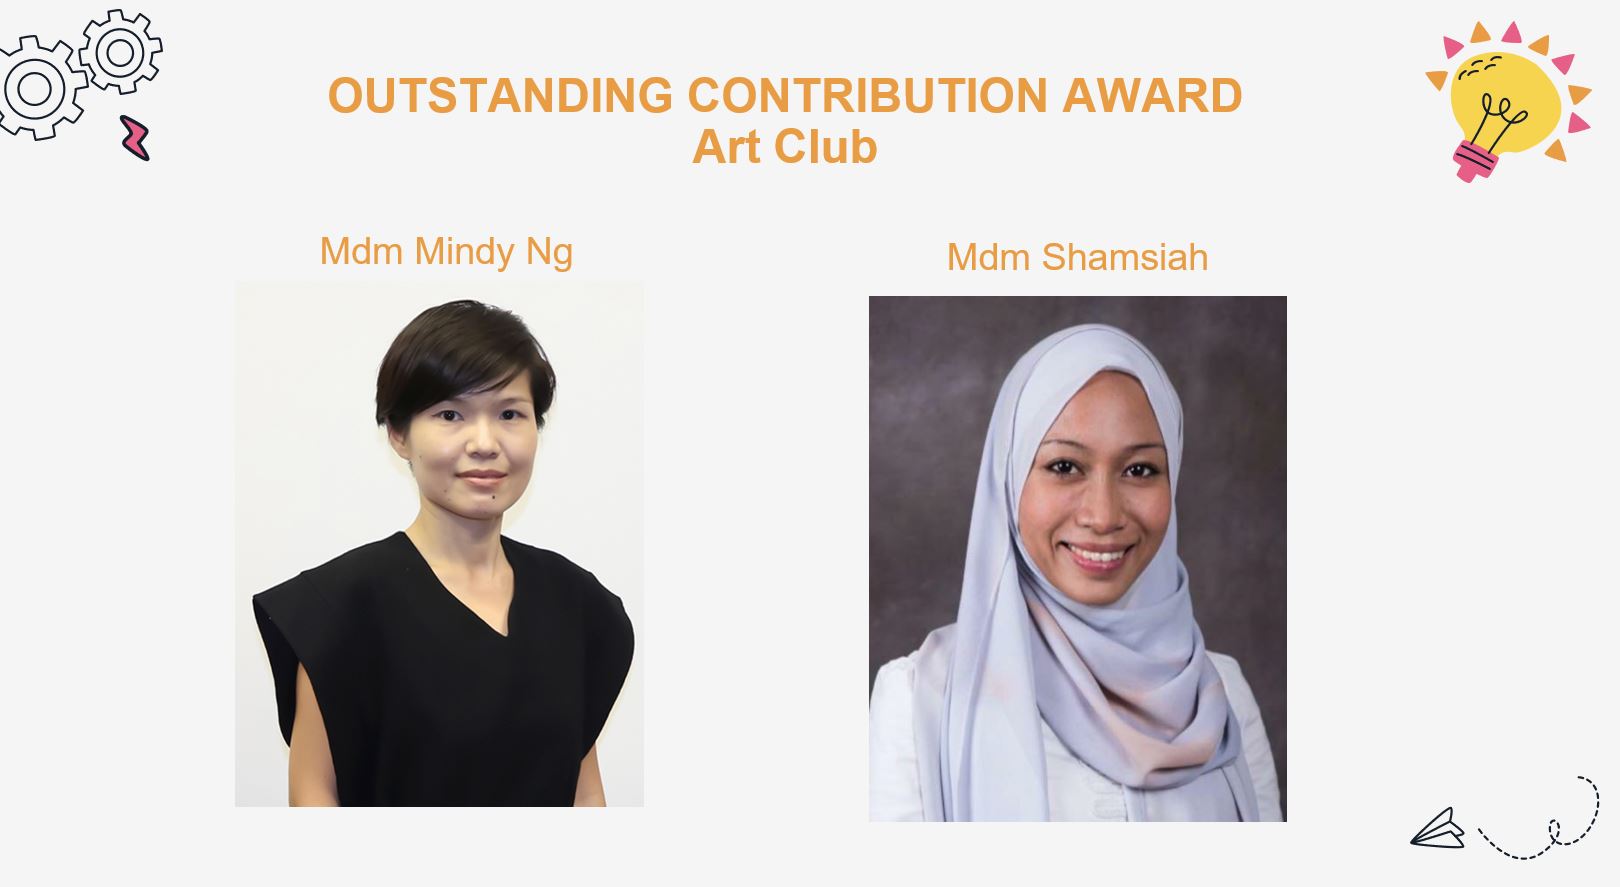 OUTSTANDING CONTRIBUTION AWARD
Art Club
Mdm Mindy Ng
Mdm Shamsiah